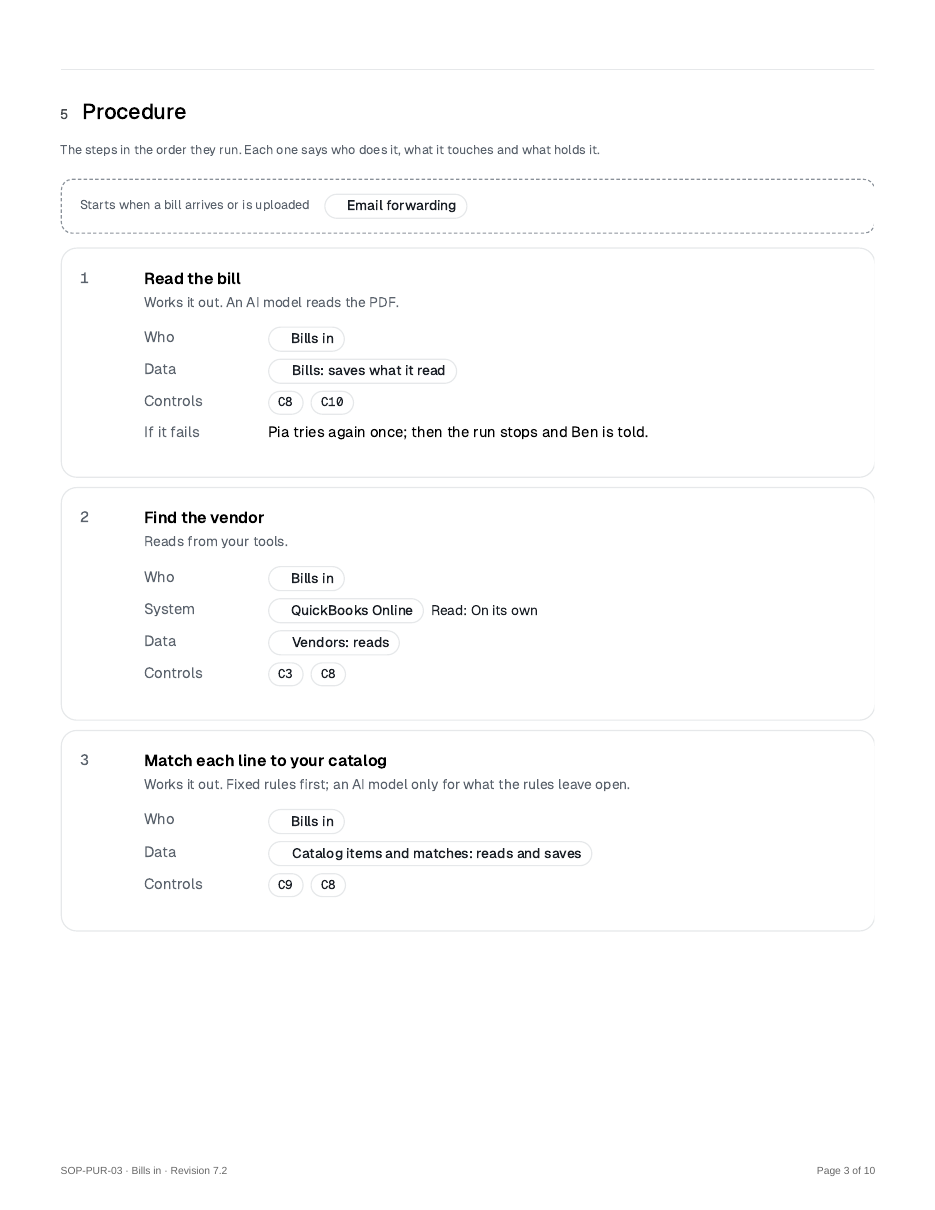 5 Procedure
The steps in the order they run. Each one says who does it, what it touches and what holds it.
Starts when a bill arrives or is uploaded Email forwarding
1 Read the bill
Works it out. An AI model reads the PDF.
Who Bills in
Data Bills: saves what it read
Controls C8 C10
If it fails Pia tries again once; then the run stops and Ben is told.
2 Find the vendor
Reads from your tools.
Who Bills in
System QuickBooks Online Read: On its own
Data Vendors: reads
Controls C3 C8
3 Match each line to your catalog
Works it out. Fixed rules first; an AI model only for what the rules leave open.
Who Bills in
Data Catalog items and matches: reads and saves
Controls C9 C8
SOP-PUR-03 · Bills in · Revision 7.2 Page 3 of 10